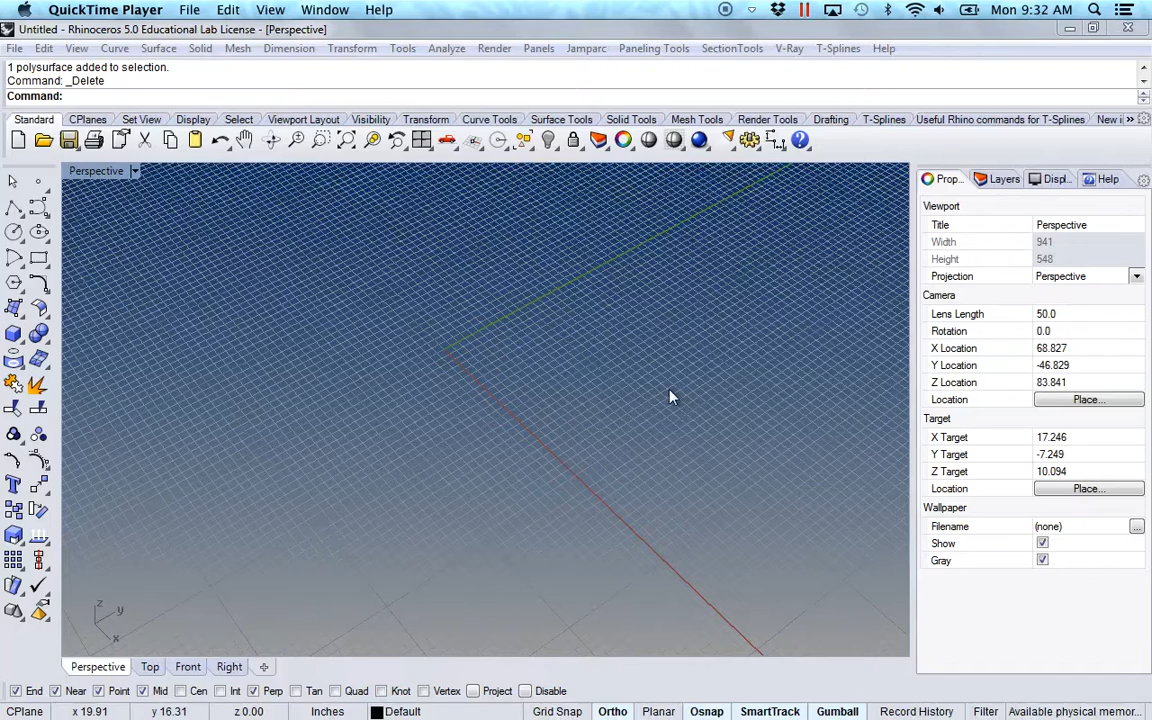 QuickTime Player File Edit View Window Help Mon 9:32 AM
Untitled - Rhinoceros 5.0 Educational Lab License - [Perspective]
File Edit View Curve Surface Solid Mesh Dimension Transform Tools Analyze Render Panels Jamparc Paneling Tools SectionTools V-Ray T-Splines Help
1 polysurface added to selection.
Command: _Delete
Command:
Standard CPlanes Set View Display Select Viewport Layout Visibility Transform Curve Tools Surface Tools Solid Tools Mesh Tools Render Tools Drafting T-Splines Useful Rhino commands for T-Splines New i
Perspective
Prop... Layers Displ... Help
Viewport
Title Perspective
Width 941
Height 548
Projection Perspective
Camera
Lens Length 50.0
Rotation 0.0
X Location 68.827
Y Location -46.829
Z Location 83.841
Location Place...
Target
X Target 17.246
Y Target -7.249
Z Target 10.094
Location Place...
Wallpaper
Filename (none) ...
Show
Gray
z y x
Perspective Top Front Right
End Near Point Mid Cen Int Perp Tan Quad Knot Vertex Project Disable
CPlane x 19.91 y 16.31 z 0.00 Inches Default Grid Snap Ortho Planar Osnap SmartTrack Gumball Record History Filter Available physical memor...